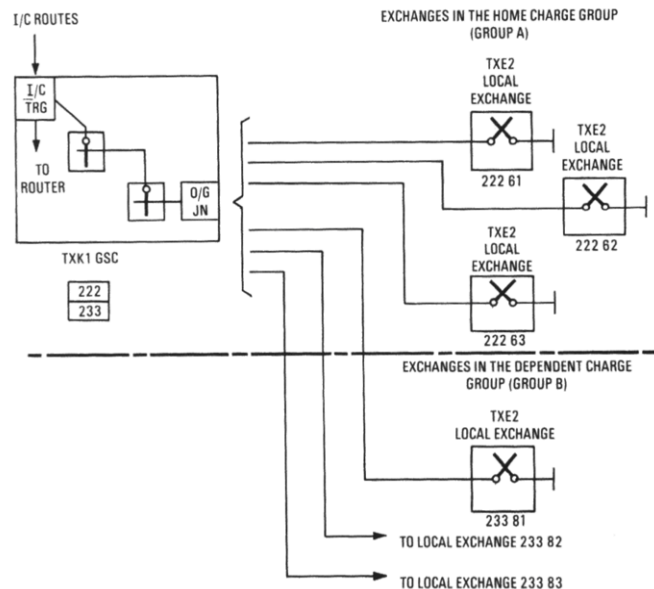 I/C ROUTES
I/C
TRG
TO
ROUTER
O/G
JN
TXK1 GSC
222
233
EXCHANGES IN THE HOME CHARGE GROUP
(GROUP A)
TXE2
LOCAL
EXCHANGE
222 61
TXE2
LOCAL
EXCHANGE
222 62
TXE2
LOCAL
EXCHANGE
222 63
EXCHANGES IN THE DEPENDENT CHARGE
GROUP (GROUP B)
TXE2
LOCAL EXCHANGE
233 81
TO LOCAL EXCHANGE 233 82
TO LOCAL EXCHANGE 233 83